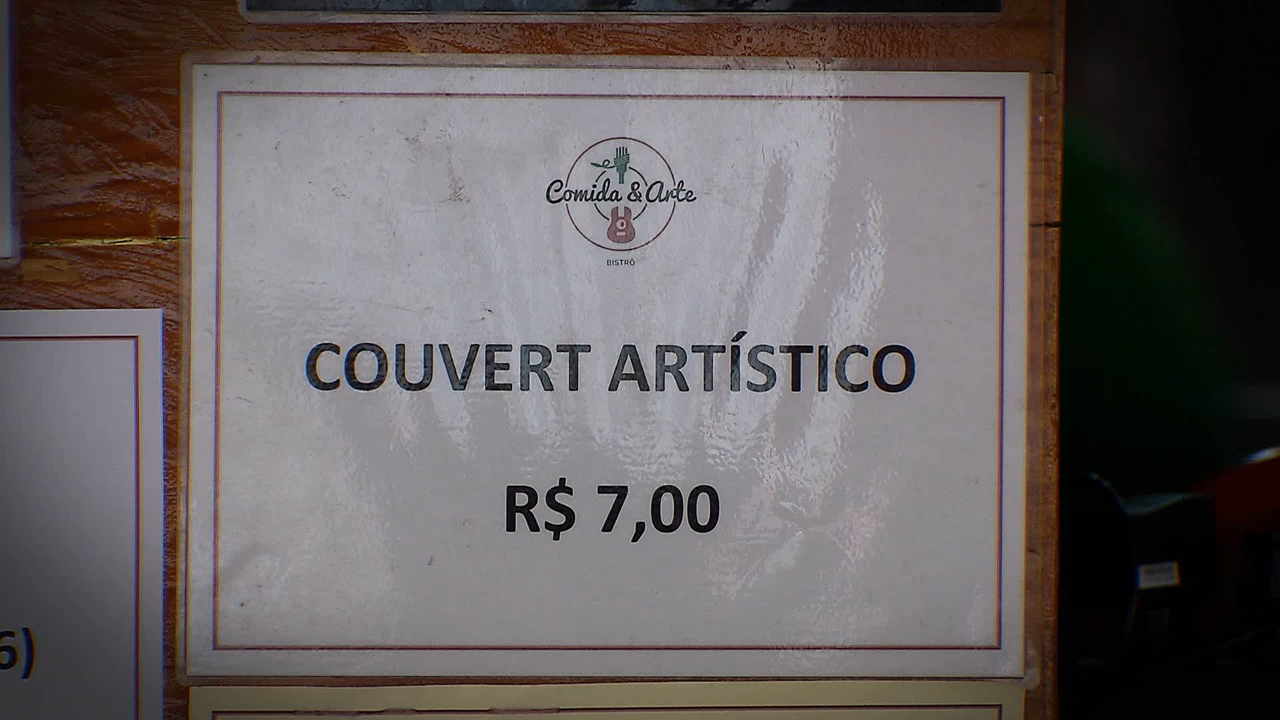 Comida & Arte
BISTRÔ
COUVERT ARTÍSTICO
R$ 7,00
6)